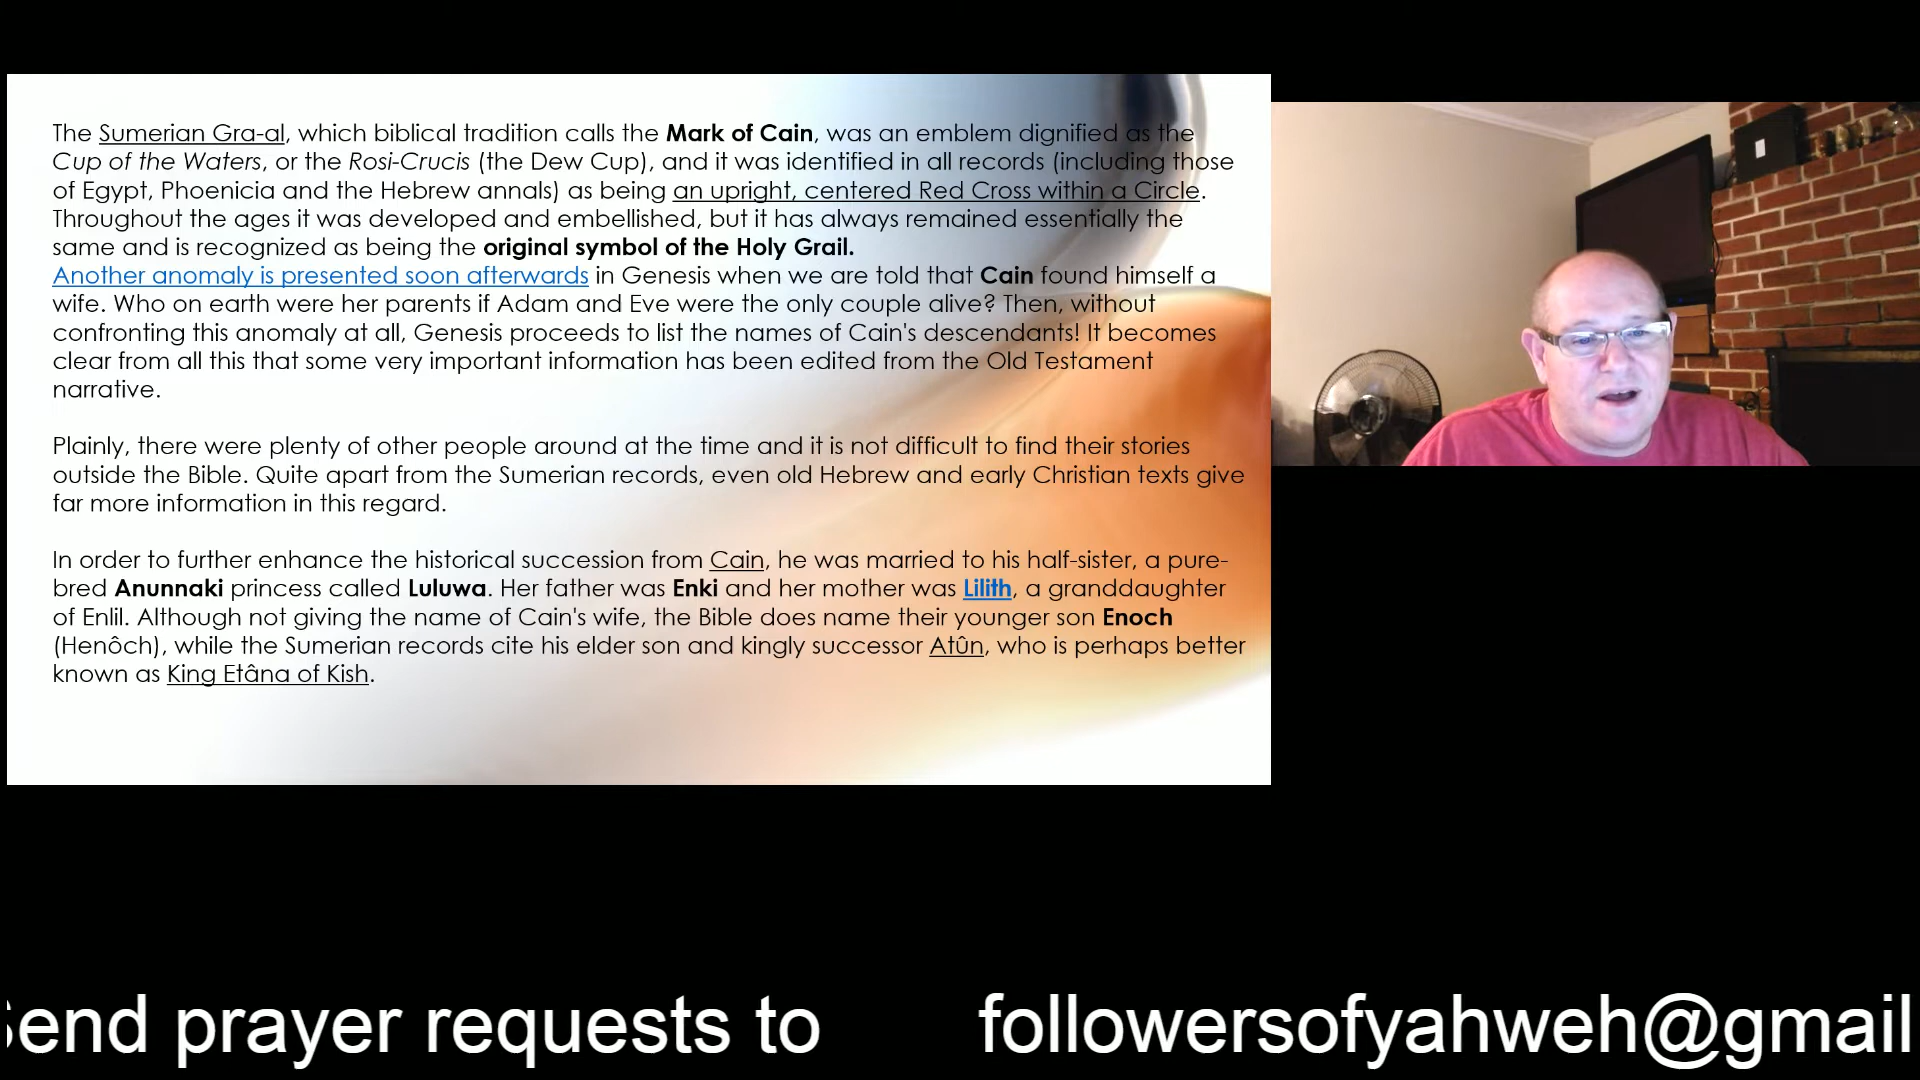 The Sumerian Gra-al, which biblical tradition calls the Mark of Cain, was an emblem dignified as the
Cup of the Waters, or the Rosi-Crucis (the Dew Cup), and it was identified in all records (including those
of Egypt, Phoenicia and the Hebrew annals) as being an upright, centered Red Cross within a Circle.
Throughout the ages it was developed and embellished, but it has always remained essentially the
same and is recognized as being the original symbol of the Holy Grail.
Another anomaly is presented soon afterwards in Genesis when we are told that Cain found himself a
wife. Who on earth were her parents if Adam and Eve were the only couple alive? Then, without
confronting this anomaly at all, Genesis proceeds to list the names of Cain's descendants! It becomes
clear from all this that some very important information has been edited from the Old Testament
narrative.
Plainly, there were plenty of other people around at the time and it is not difficult to find their stories
outside the Bible. Quite apart from the Sumerian records, even old Hebrew and early Christian texts give
far more information in this regard.
In order to further enhance the historical succession from Cain, he was married to his half-sister, a pure-
bred Anunnaki princess called Luluwa. Her father was Enki and her mother was Lilith, a granddaughter
of Enlil. Although not giving the name of Cain's wife, the Bible does name their younger son Enoch
(Henôch), while the Sumerian records cite his elder son and kingly successor Atûn, who is perhaps better
known as King Etâna of Kish.
Send prayer requests to followersofyahweh@gmail